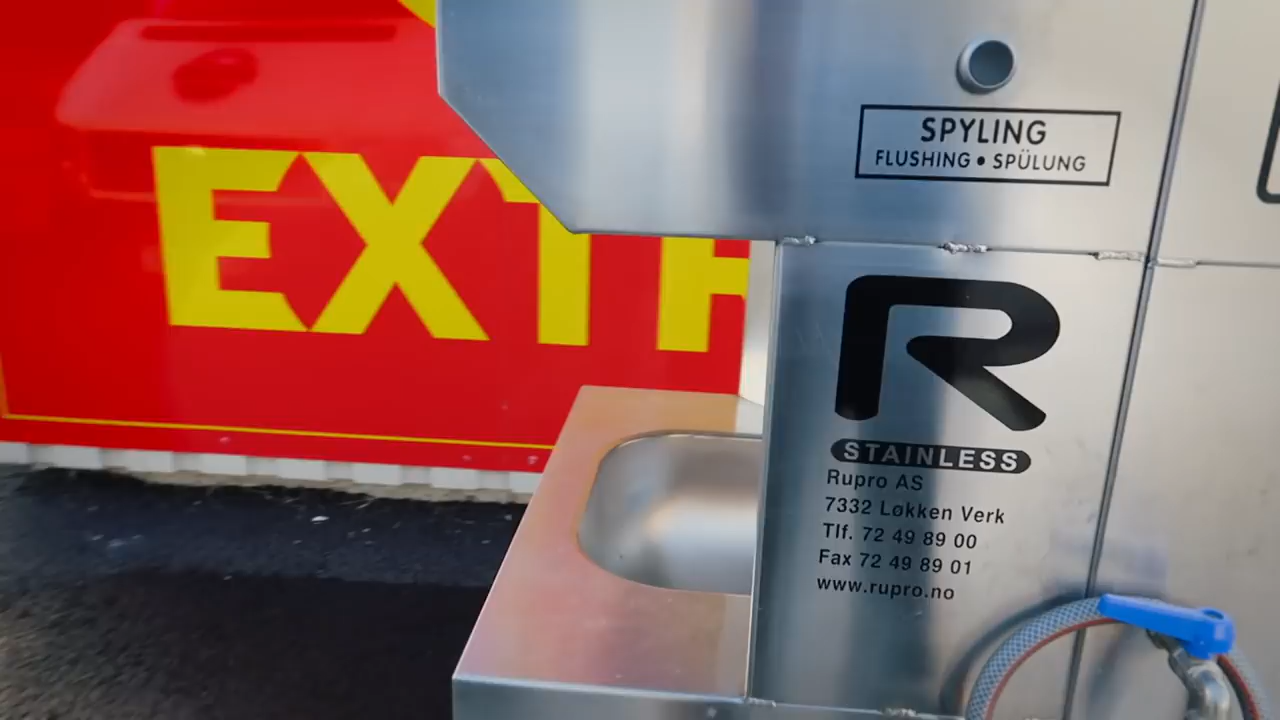 EXTR
SPYLING
FLUSHING • SPÜLUNG
R
STAINLESS
Rupro AS
7332 Løkken Verk
Tlf. 72 49 89 00
Fax 72 49 89 01
www.rupro.no